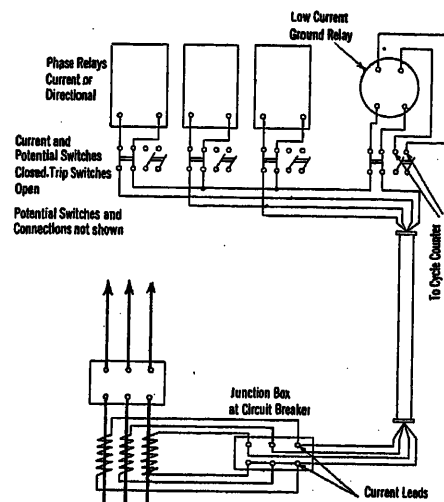 Low Current
Ground Relay
Phase Relays
Current or
Directional
Current and
Potential Switches
Closed.Trip Switches
Open
Potential Switches and
Connections not shown
To Cycle Counter
Junction Box
at Circuit Breaker
Current Leads